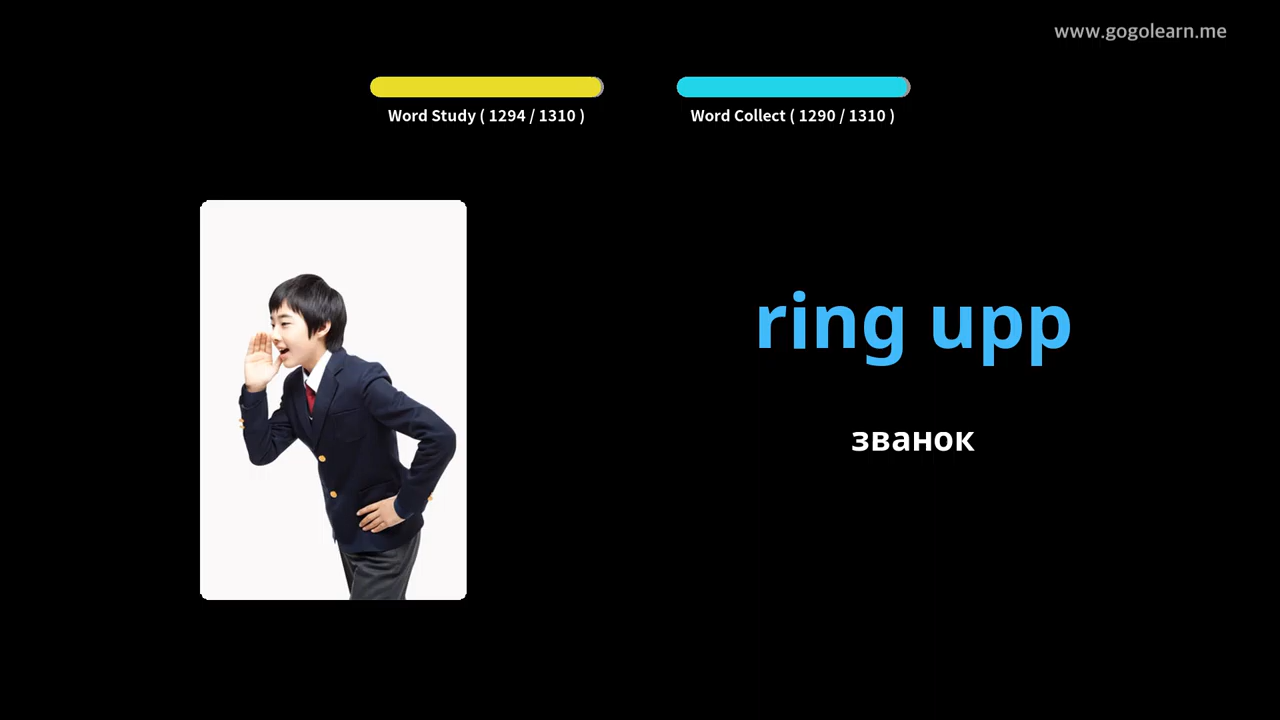 www.gogolearn.me
Word Study ( 1294 / 1310 )
Word Collect ( 1290 / 1310 )
ring upp
званок